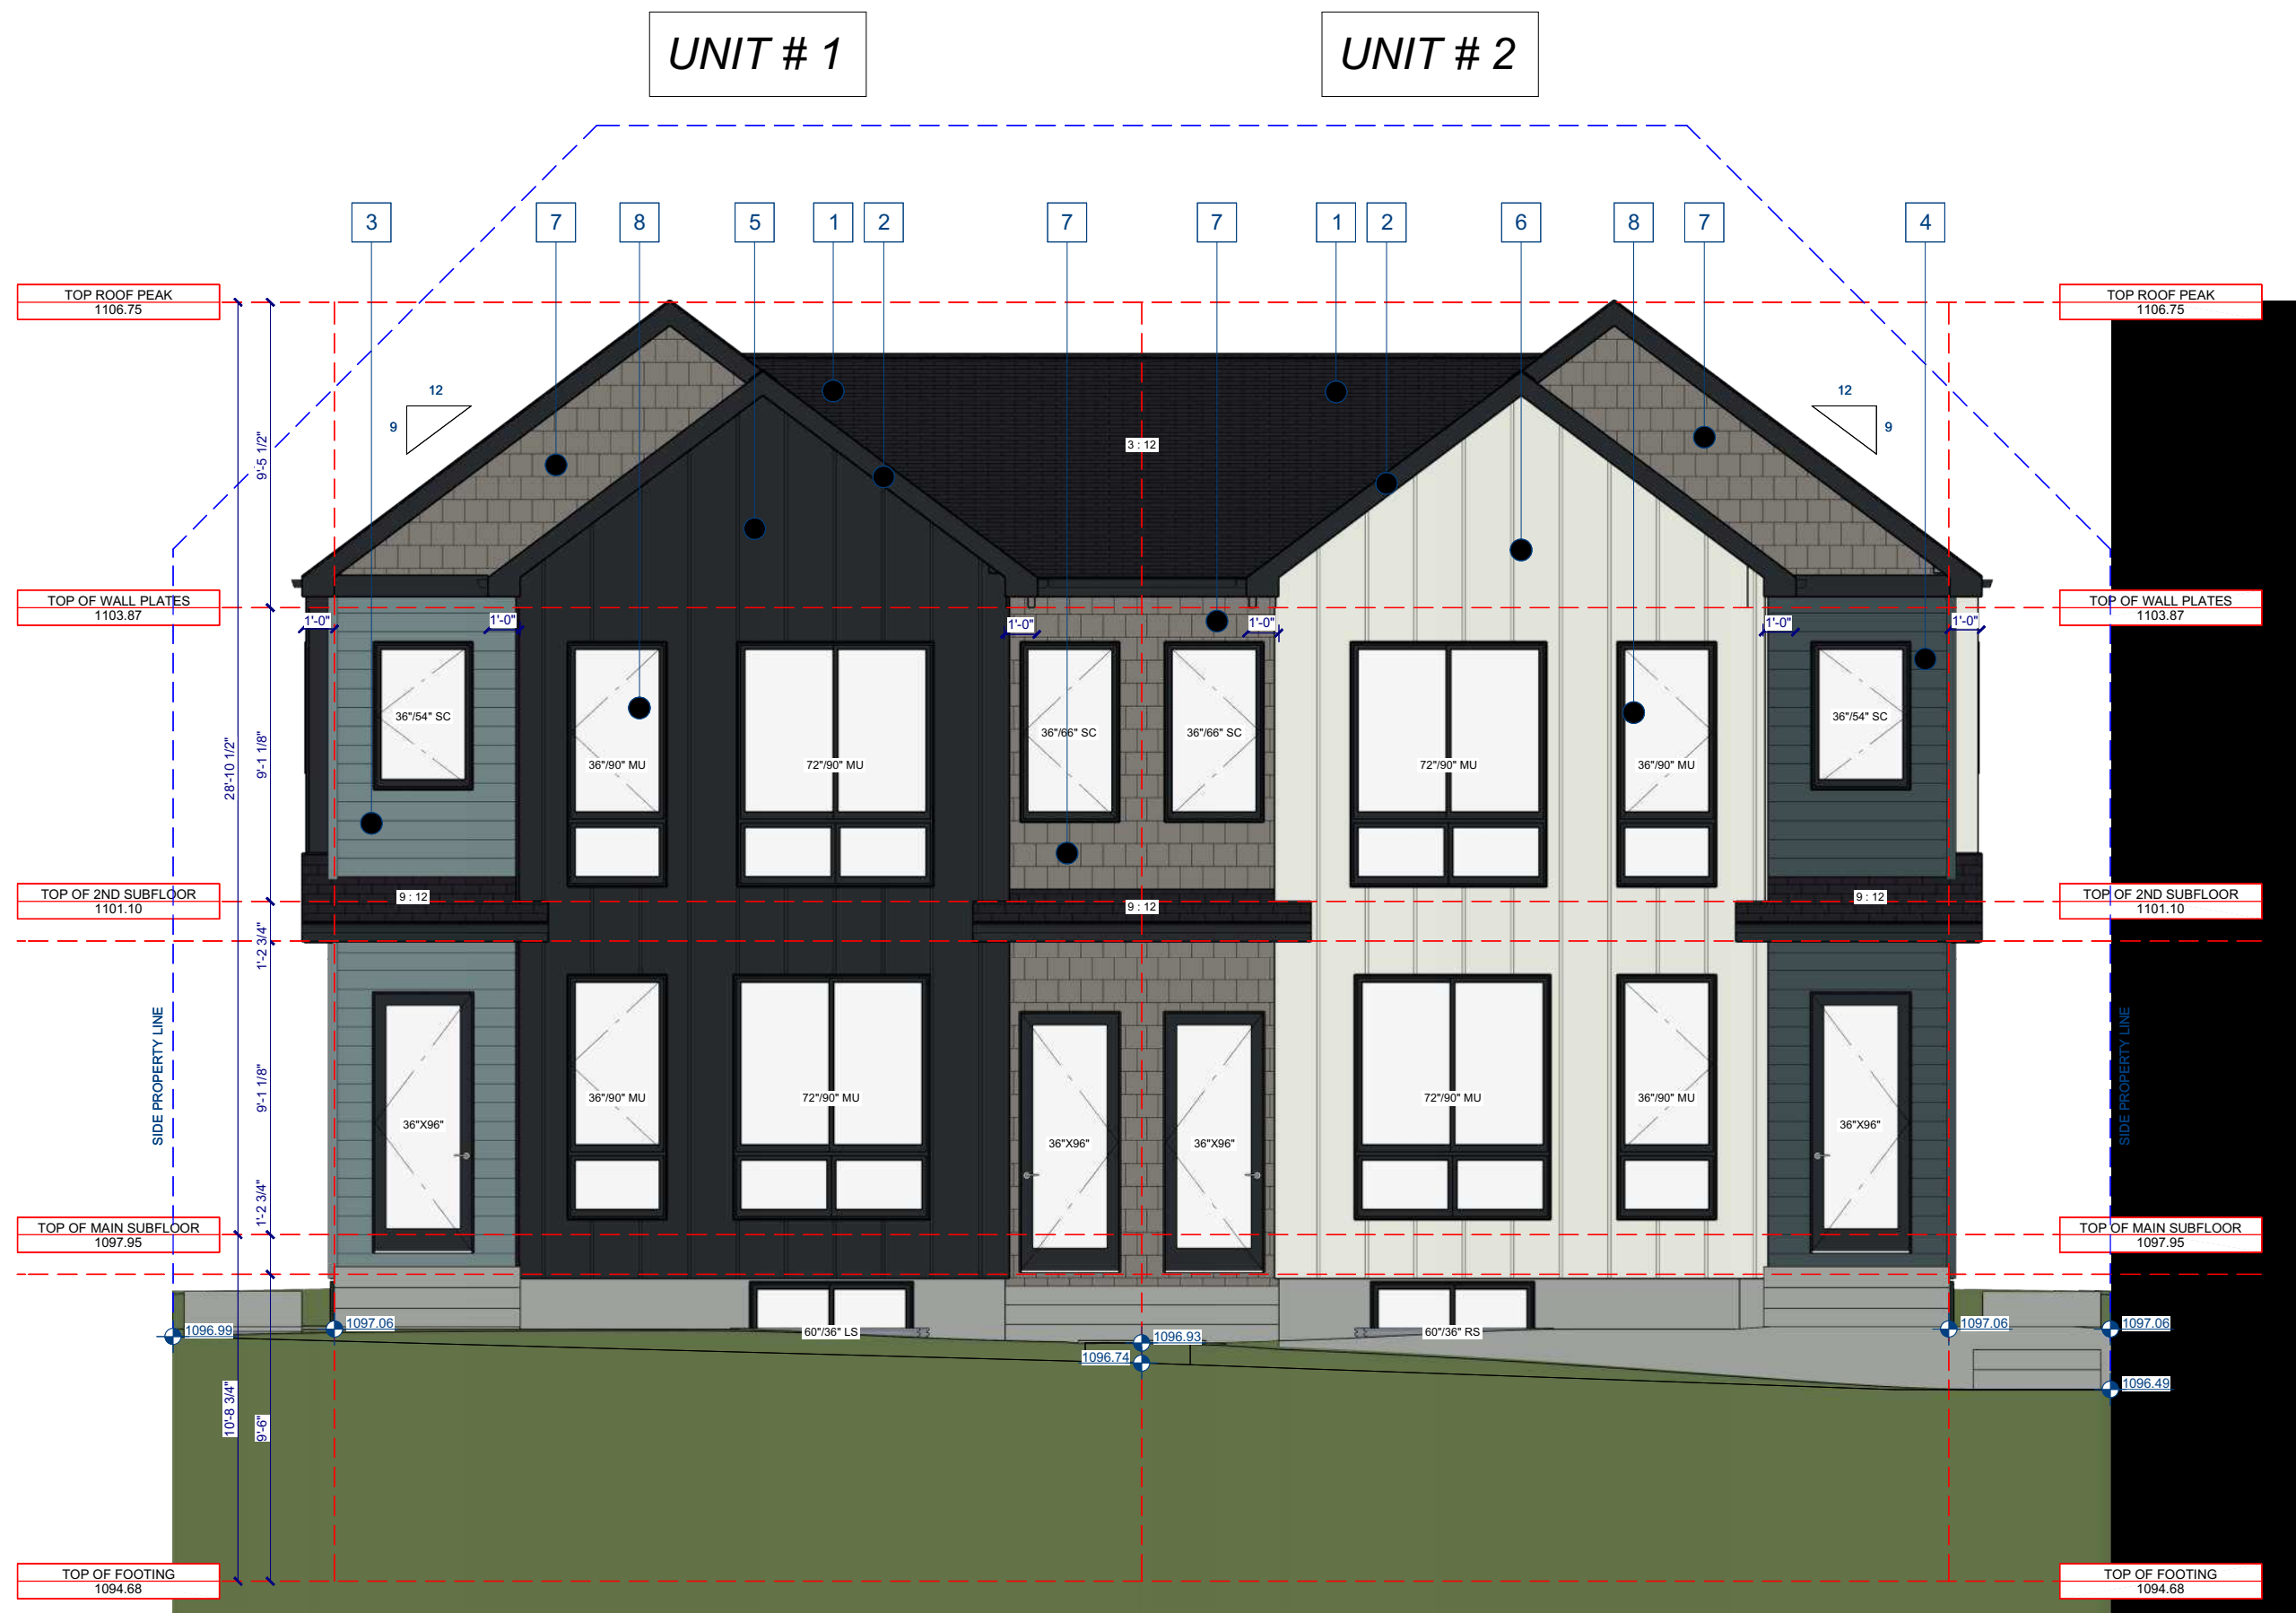 UNIT # 1
UNIT # 2
3
7
8
5
1
2
7
7
1
2
6
8
7
4
TOP ROOF PEAK
1106.75
TOP ROOF PEAK
1106.75
12
9
12
9
9'-5 1/2"
3 : 12
TOP OF WALL PLATES
1103.87
TOP OF WALL PLATES
1103.87
1'-0"
1'-0"
1'-0"
1'-0"
1'-0"
1'-0"
28'-10 1/2"
9'-1 1/8"
36"/54" SC
36"/90" MU
72"/90" MU
36"/66" SC
36"/66" SC
72"/90" MU
36"/90" MU
36"/54" SC
TOP OF 2ND SUBFLOOR
1101.10
TOP OF 2ND SUBFLOOR
1101.10
9 : 12
9 : 12
9 : 12
1'-2 3/4"
SIDE PROPERTY LINE
SIDE PROPERTY LINE
9'-1 1/8"
36"X96"
36"/90" MU
72"/90" MU
36"X96"
36"X96"
72"/90" MU
36"/90" MU
36"X96"
1'-2 3/4"
TOP OF MAIN SUBFLOOR
1097.95
TOP OF MAIN SUBFLOOR
1097.95
1096.99
1097.06
60"/36" LS
1096.93
1096.74
60"/36" RS
1097.06
1097.06
1096.49
10'-8 3/4"
9'-6"
TOP OF FOOTING
1094.68
TOP OF FOOTING
1094.68